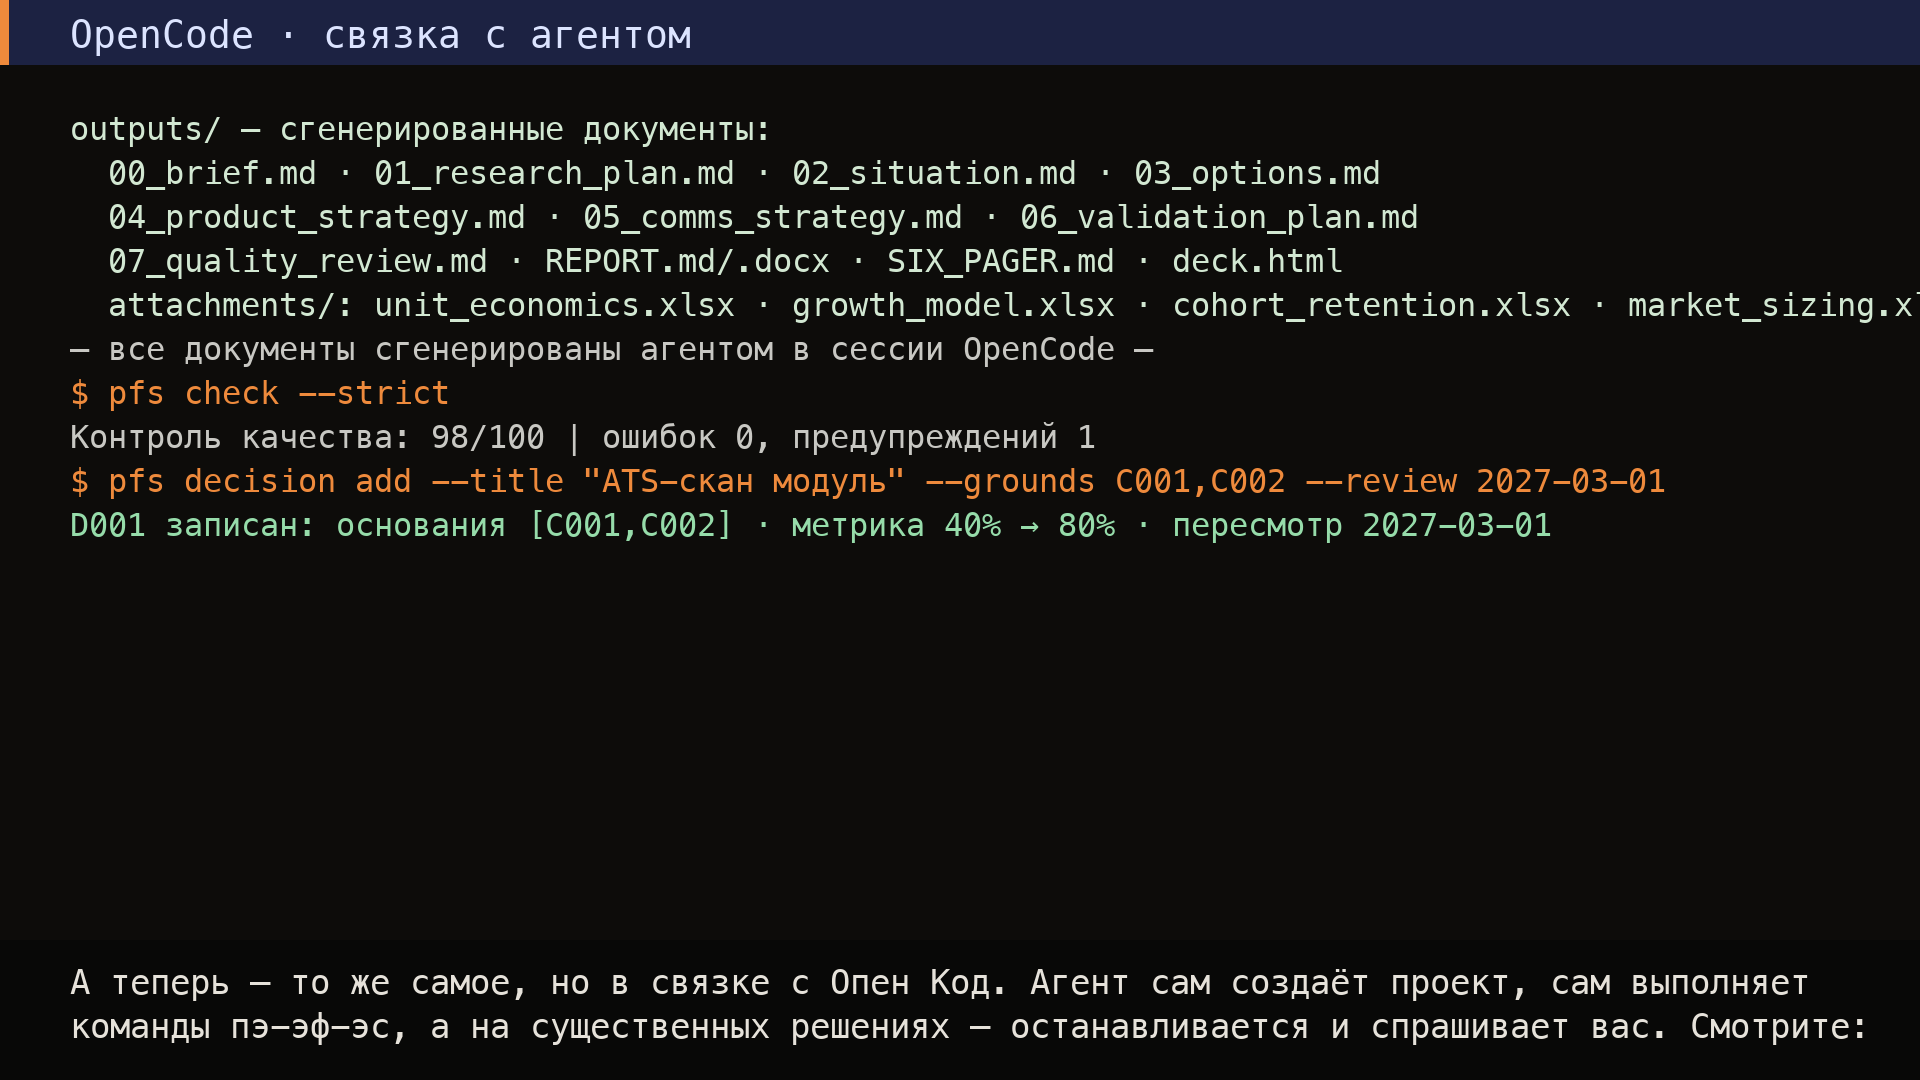 OpenCode · связка с агентом
outputs/ — сгенерированные документы:
00_brief.md · 01_research_plan.md · 02_situation.md · 03_options.md
04_product_strategy.md · 05_comms_strategy.md · 06_validation_plan.md
07_quality_review.md · REPORT.md/.docx · SIX_PAGER.md · deck.html
attachments/: unit_economics.xlsx · growth_model.xlsx · cohort_retention.xlsx · market_sizing.xl
— все документы сгенерированы агентом в сессии OpenCode —
$ pfs check --strict
Контроль качества: 98/100 | ошибок 0, предупреждений 1
$ pfs decision add --title "ATS-скан модуль" --grounds C001,C002 --review 2027-03-01
D001 записан: основания [C001,C002] · метрика 40% → 80% · пересмотр 2027-03-01
А теперь — то же самое, но в связке с Опен Код. Агент сам создаёт проект, сам выполняет
команды пэ-эф-эс, а на существенных решениях — останавливается и спрашивает вас. Смотрите: